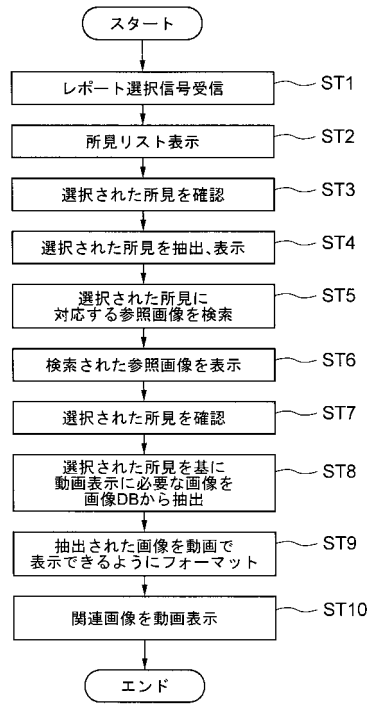 スタート
レポート選択信号受信 ST1
所見リスト表示 ST2
選択された所見を確認 ST3
選択された所見を抽出、表示 ST4
選択された所見に
対応する参照画像を検索 ST5
検索された参照画像を表示 ST6
選択された所見を確認 ST7
選択された所見を基に
動画表示に必要な画像を ST8
画像DBから抽出
抽出された画像を動画で ST9
表示できるようにフォーマット
関連画像を動画表示 ST10
エンド